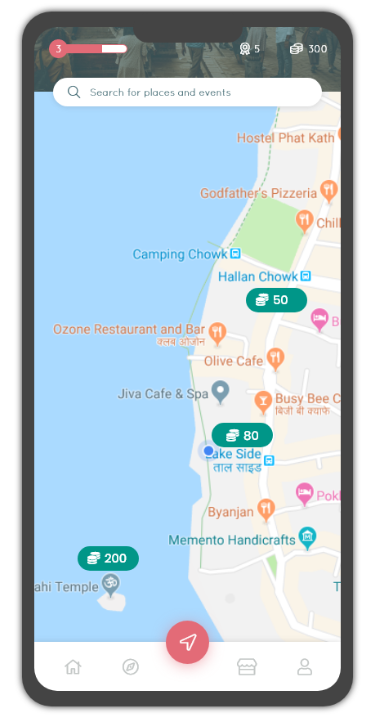 3
5
300
Search for places and events
Hostel Phat Kath
Godfather's Pizzeria
Chill
Camping Chowk
Hallan Chowk
50
B
Ozone Restaurant and Bar
क्लब ओजोन
Olive Cafe
Jiva Cafe & Spa
Busy Bee C
बिजी बी क्याफे
80
Lake Side
ताल साइड
Pokh
Byanjan
Memento Handicrafts
200
ahi Temple
T